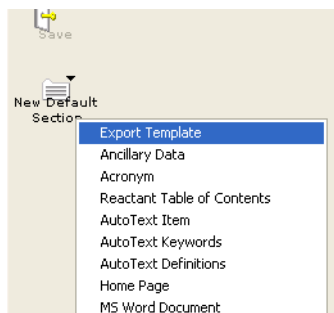 Save
New Default
Section
Export Template
Ancillary Data
Acronym
Reactant Table of Contents
AutoText Item
AutoText Keywords
AutoText Definitions
Home Page
MS Word Document